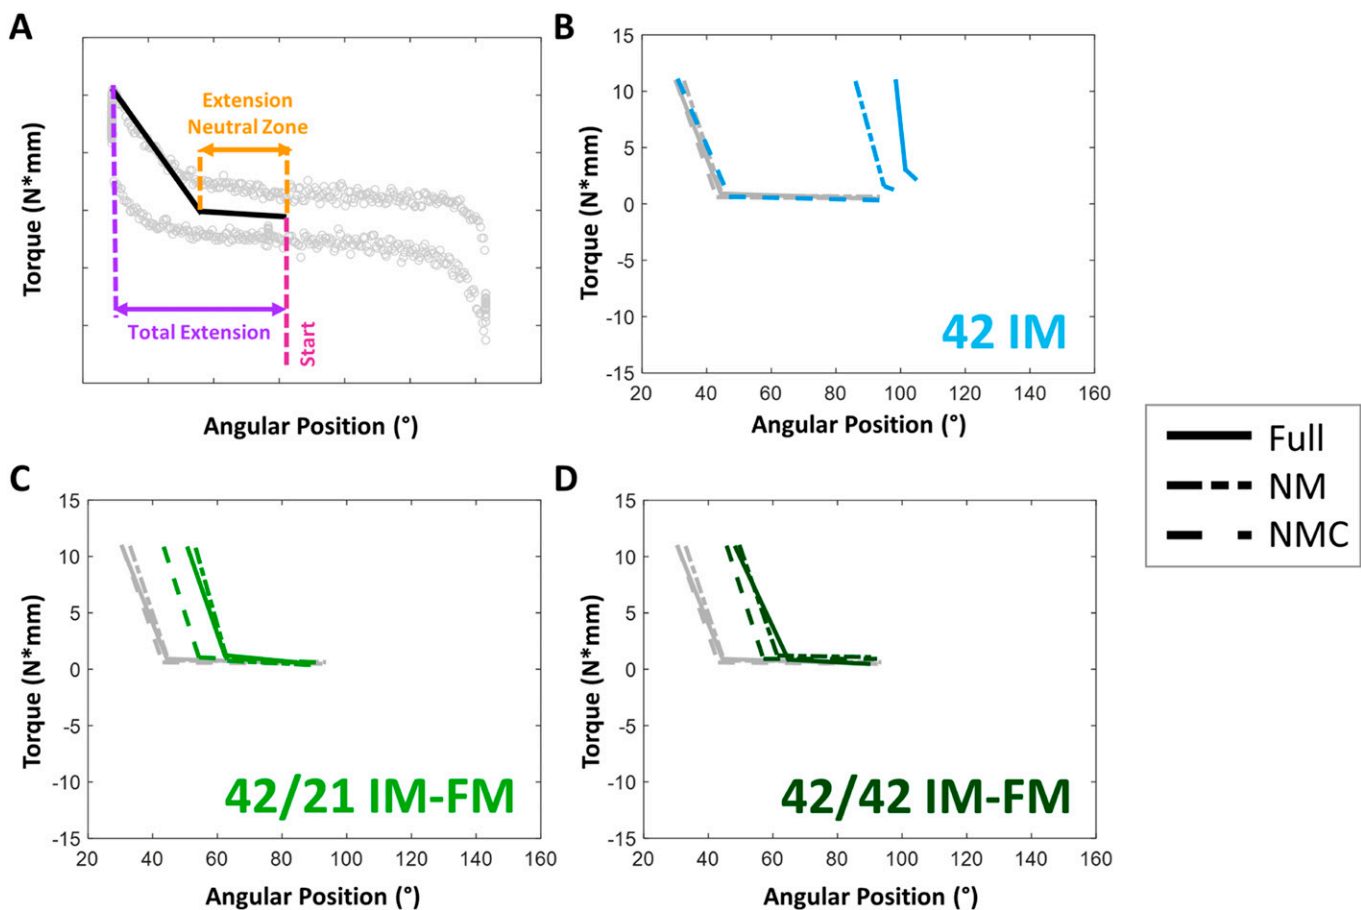 A
Torque (N*mm)
Extension
Neutral Zone
Total Extension
Start
Angular Position (°)
B
Torque (N*mm)
15
10
5
0
-5
-10
-15
42 IM
20 40 60 80 100 120 140 160
Angular Position (°)
Full
NM
NMC
C
Torque (N*mm)
15
10
5
0
-5
-10
-15
42/21 IM-FM
20 40 60 80 100 120 140 160
Angular Position (°)
D
Torque (N*mm)
15
10
5
0
-5
-10
-15
42/42 IM-FM
20 40 60 80 100 120 140 160
Angular Position (°)